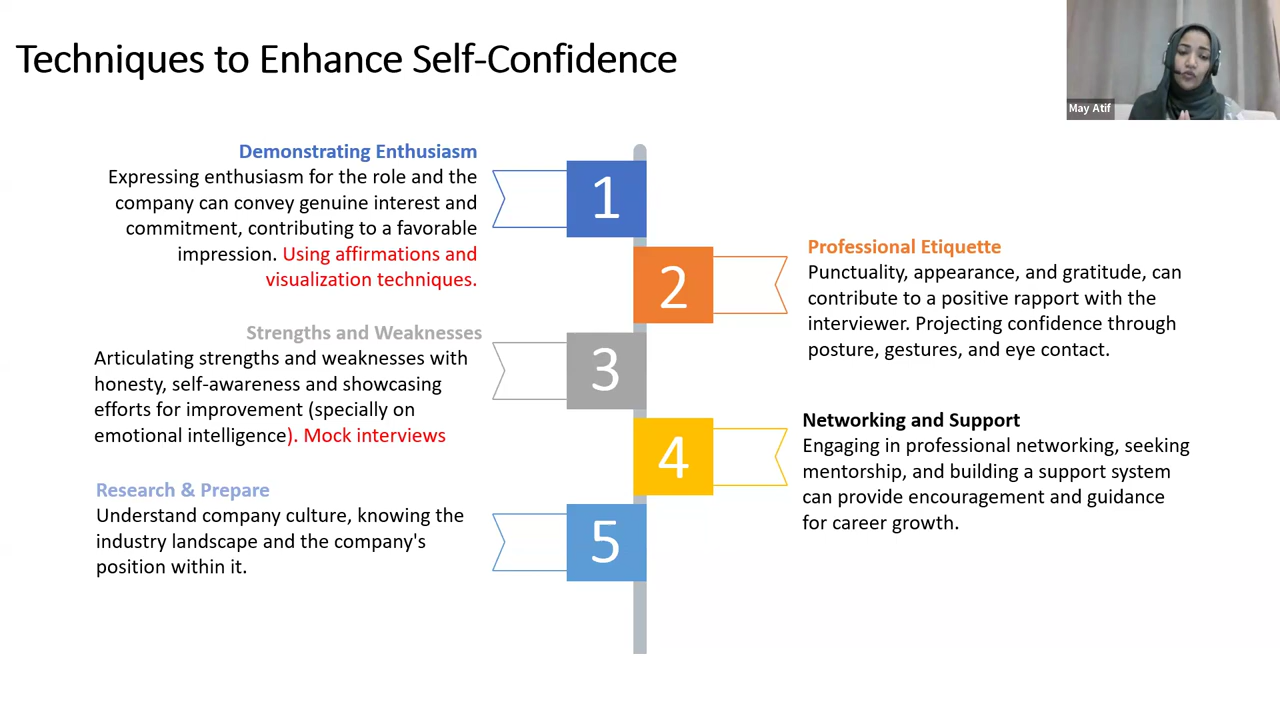 Techniques to Enhance Self-Confidence
May Atif
Demonstrating Enthusiasm
Expressing enthusiasm for the role and the
company can convey genuine interest and
commitment, contributing to a favorable
impression. Using affirmations and
visualization techniques.
1
2
Professional Etiquette
Punctuality, appearance, and gratitude, can
contribute to a positive rapport with the
interviewer. Projecting confidence through
posture, gestures, and eye contact.
Strengths and Weaknesses
Articulating strengths and weaknesses with
honesty, self-awareness and showcasing
efforts for improvement (specially on
emotional intelligence). Mock interviews
3
4
Networking and Support
Engaging in professional networking, seeking
mentorship, and building a support system
can provide encouragement and guidance
for career growth.
Research & Prepare
Understand company culture, knowing the
industry landscape and the company's
position within it.
5